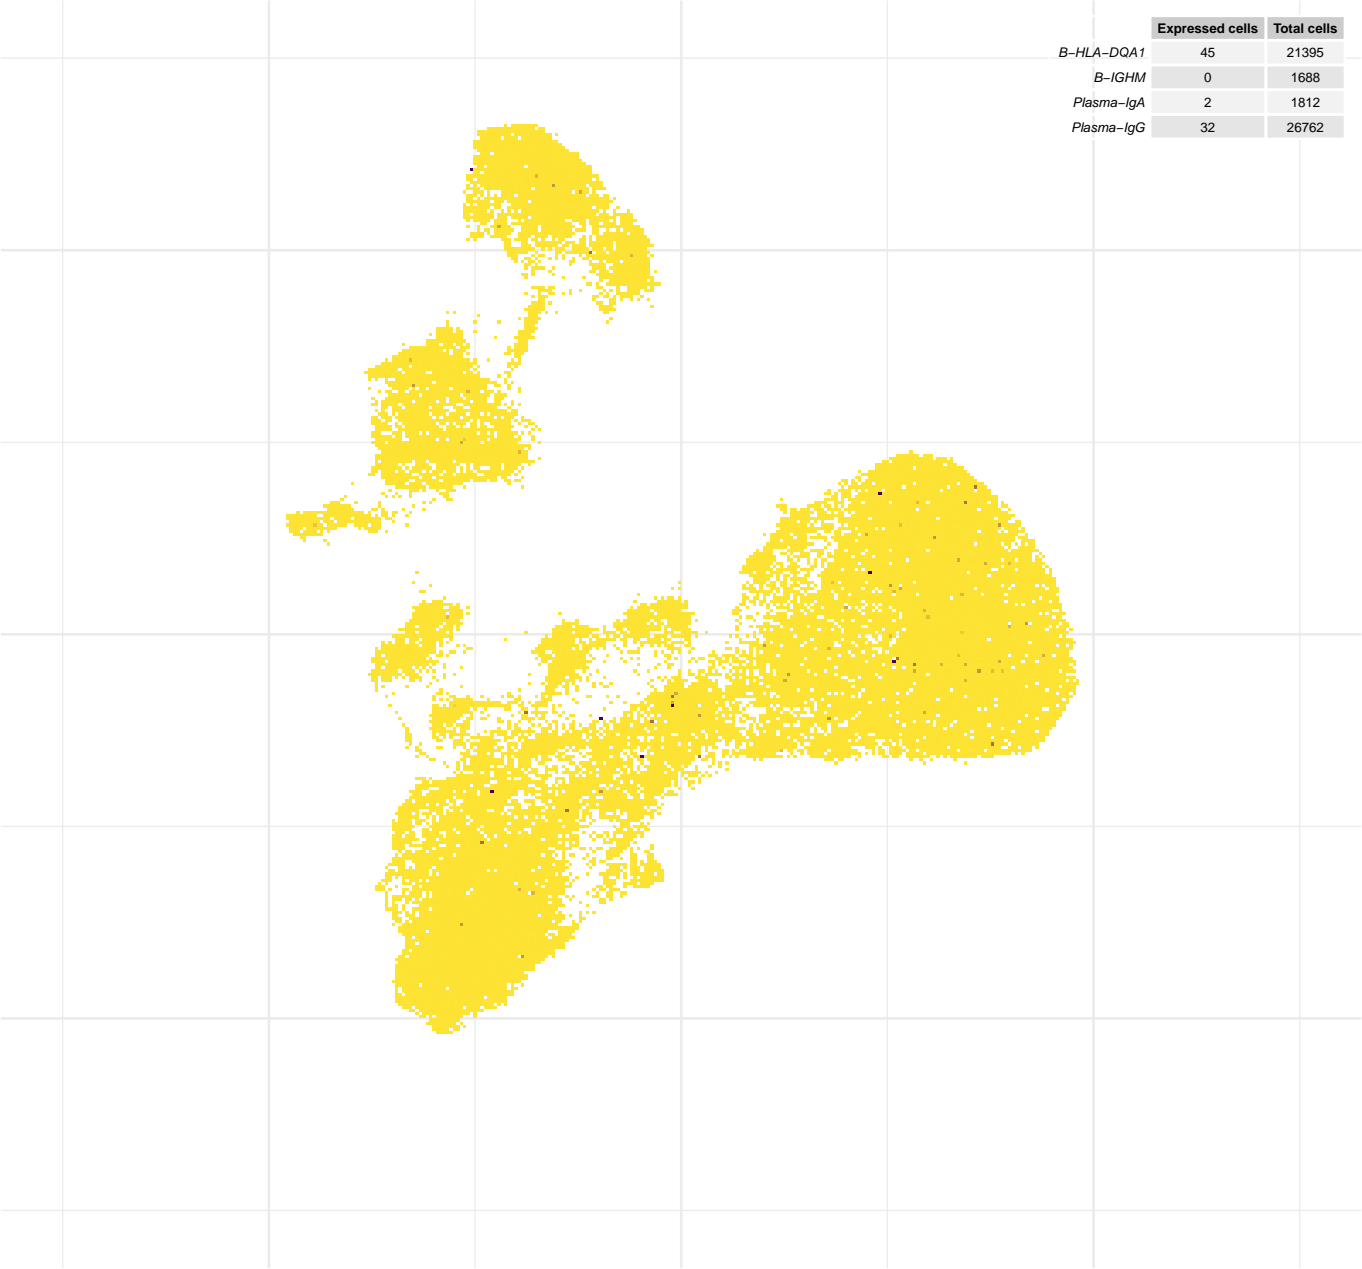 Expressed cells Total cells
B−HLA−DQA1 45 21395
B−IGHM 0 1688
Plasma−IgA 2 1812
Plasma−IgG 32 26762